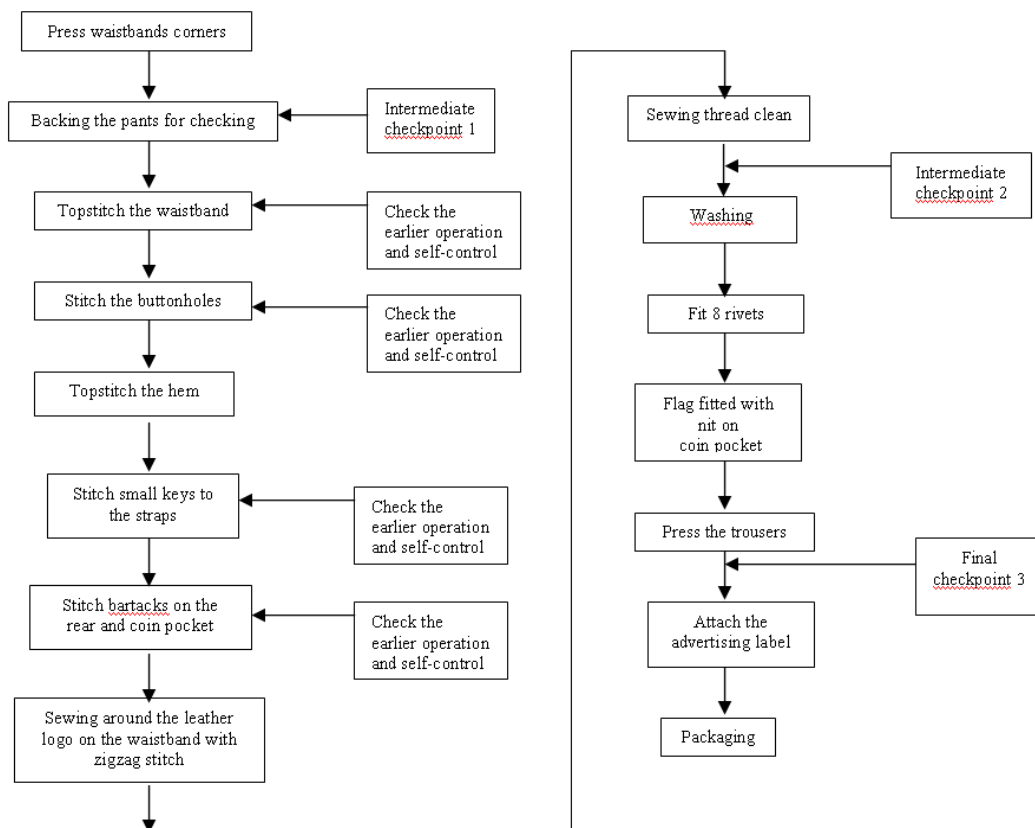 Press waistbands corners
Backing the pants for checking
Intermediate
checkpoint 1
Topstitch the waistband
Check the
earlier operation
and self-control
Stitch the buttonholes
Check the
earlier operation
and self-control
Topstitch the hem
Stitch small keys to
the straps
Check the
earlier operation
and self-control
Stitch bartacks on the
rear and coin pocket
Check the
earlier operation
and self-control
Sewing around the leather
logo on the waistband with
zigzag stitch
Sewing thread clean
Intermediate
checkpoint 2
Washing
Fit 8 rivets
Flag fitted with
nit on
coin pocket
Press the trousers
Final
checkpoint 3
Attach the
advertising label
Packaging